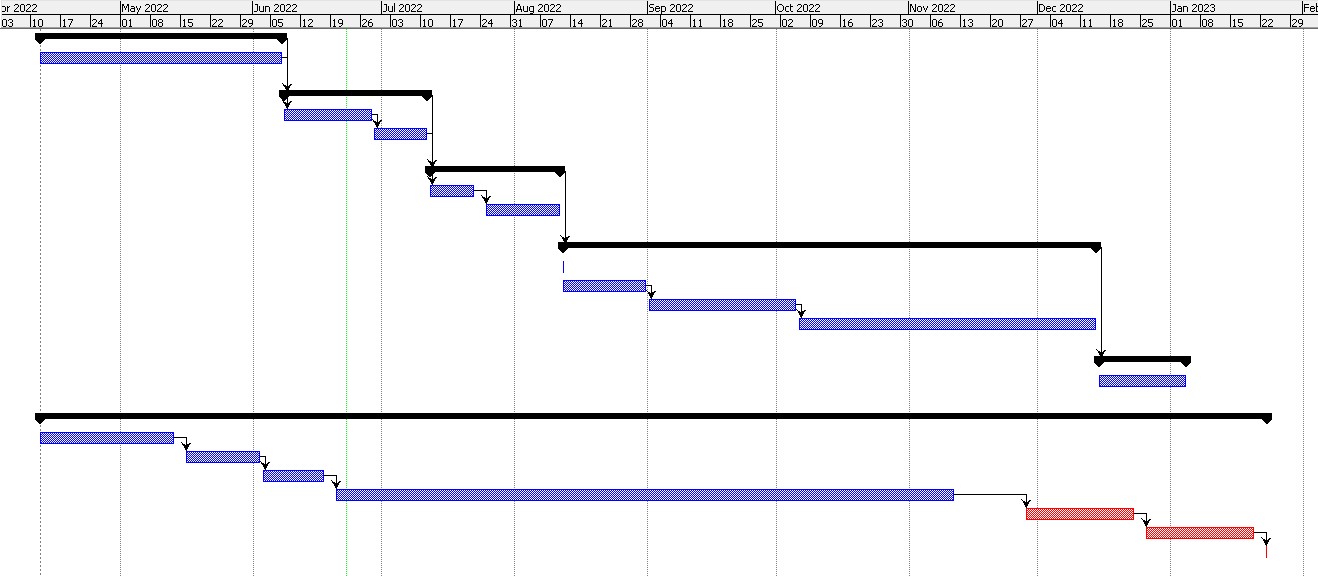 or 2022 May 2022 Jun 2022 Jul 2022 Aug 2022 Sep 2022 Oct 2022 Nov 2022 Dec 2022 Jan 2023 Feb
03 10 17 24 01 08 15 22 29 05 12 19 26 03 10 17 24 31 07 14 21 28 04 11 18 25 02 09 16 23 30 06 13 20 27 04 11 18 25 01 08 15 22 29